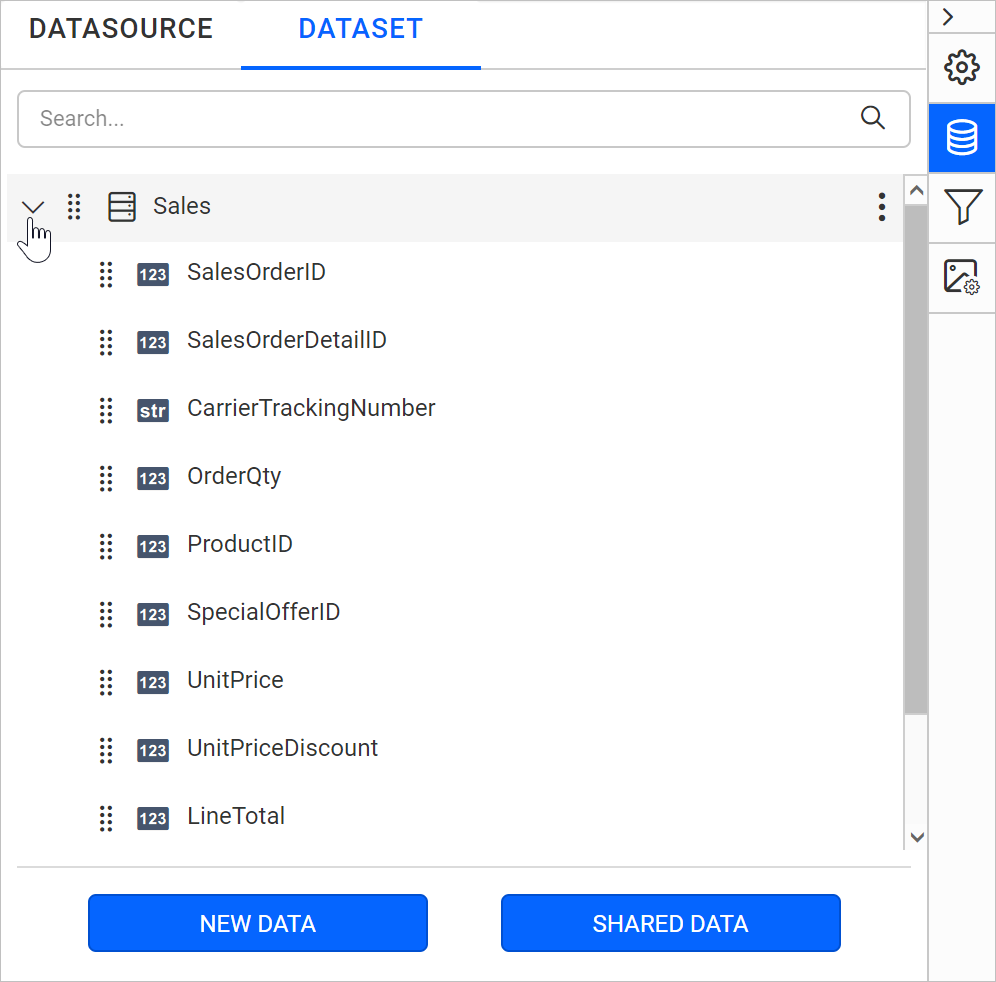 DATASOURCE DATASET
Search...
Sales
123 SalesOrderID
123 SalesOrderDetailID
str CarrierTrackingNumber
123 OrderQty
123 ProductID
123 SpecialOfferID
123 UnitPrice
123 UnitPriceDiscount
123 LineTotal
NEW DATA SHARED DATA